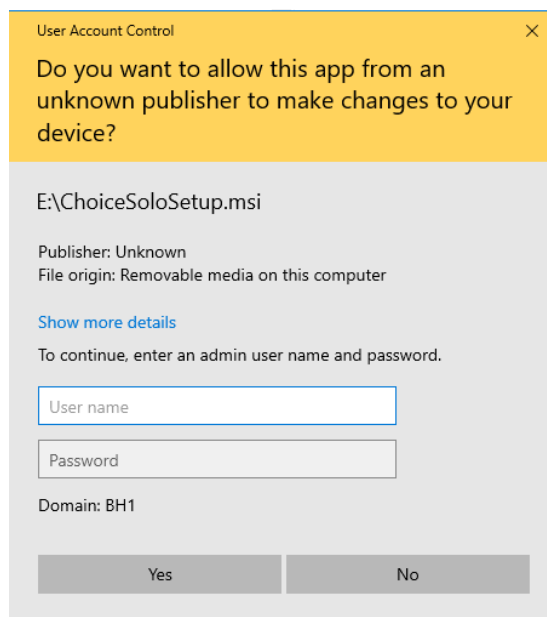 User Account Control
Do you want to allow this app from an
unknown publisher to make changes to your
device?
E:\ChoiceSoloSetup.msi
Publisher: Unknown
File origin: Removable media on this computer
Show more details
To continue, enter an admin user name and password.
User name
Password
Domain: BH1
Yes
No